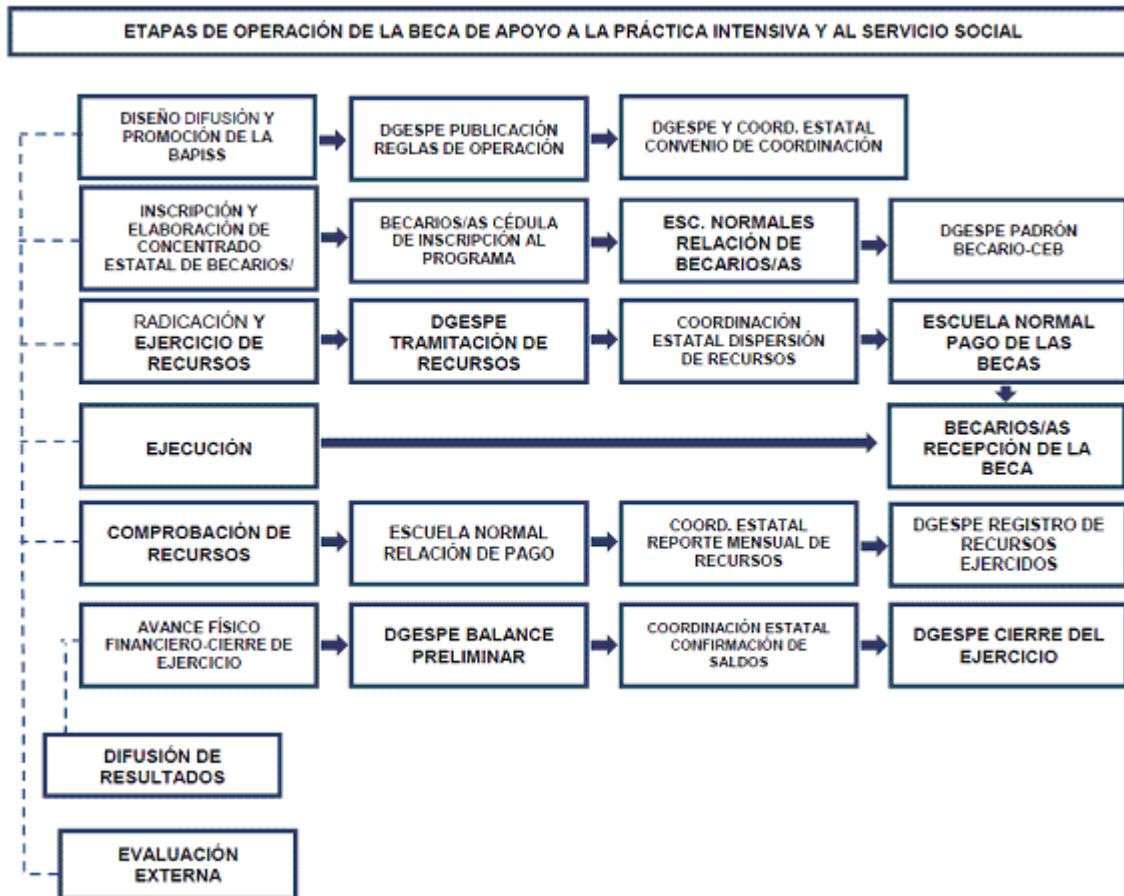 ETAPAS DE OPERACIÓN DE LA BECA DE APOYO A LA PRÁCTICA INTENSIVA Y AL SERVICIO SOCIAL
DISEÑO DIFUSIÓN Y
PROMOCIÓN DE LA
BAPISS
DGESPE PUBLICACIÓN
REGLAS DE OPERACIÓN
DGESPE Y COORD. ESTATAL
CONVENIO DE COORDINACIÓN
INSCRIPCIÓN Y
ELABORACIÓN DE
CONCENTRADO
ESTATAL DE BECARIOS/
BECARIOS/AS CÉDULA
DE INSCRIPCIÓN AL
PROGRAMA
ESC. NORMALES
RELACIÓN DE
BECARIOS/AS
DGESPE PADRÓN
BECARIO-CEB
RADICACIÓN Y
EJERCICIO DE
RECURSOS
DGESPE
TRAMITACIÓN DE
RECURSOS
COORDINACIÓN
ESTATAL DISPERSIÓN
DE RECURSOS
ESCUELA NORMAL
PAGO DE LAS
BECAS
EJECUCIÓN
BECARIOS/AS
RECEPCIÓN DE LA
BECA
COMPROBACIÓN DE
RECURSOS
ESCUELA NORMAL
RELACIÓN DE PAGO
COORD. ESTATAL
REPORTE MENSUAL DE
RECURSOS
DGESPE REGISTRO DE
RECURSOS
EJERCIDOS
AVANCE FÍSICO
FINANCIERO-CIERRE DE
EJERCICIO
DGESPE BALANCE
PRELIMINAR
COORDINACIÓN ESTATAL
CONFIRMACIÓN DE
SALDOS
DGESPE CIERRE DEL
EJERCICIO
DIFUSIÓN DE
RESULTADOS
EVALUACIÓN
EXTERNA